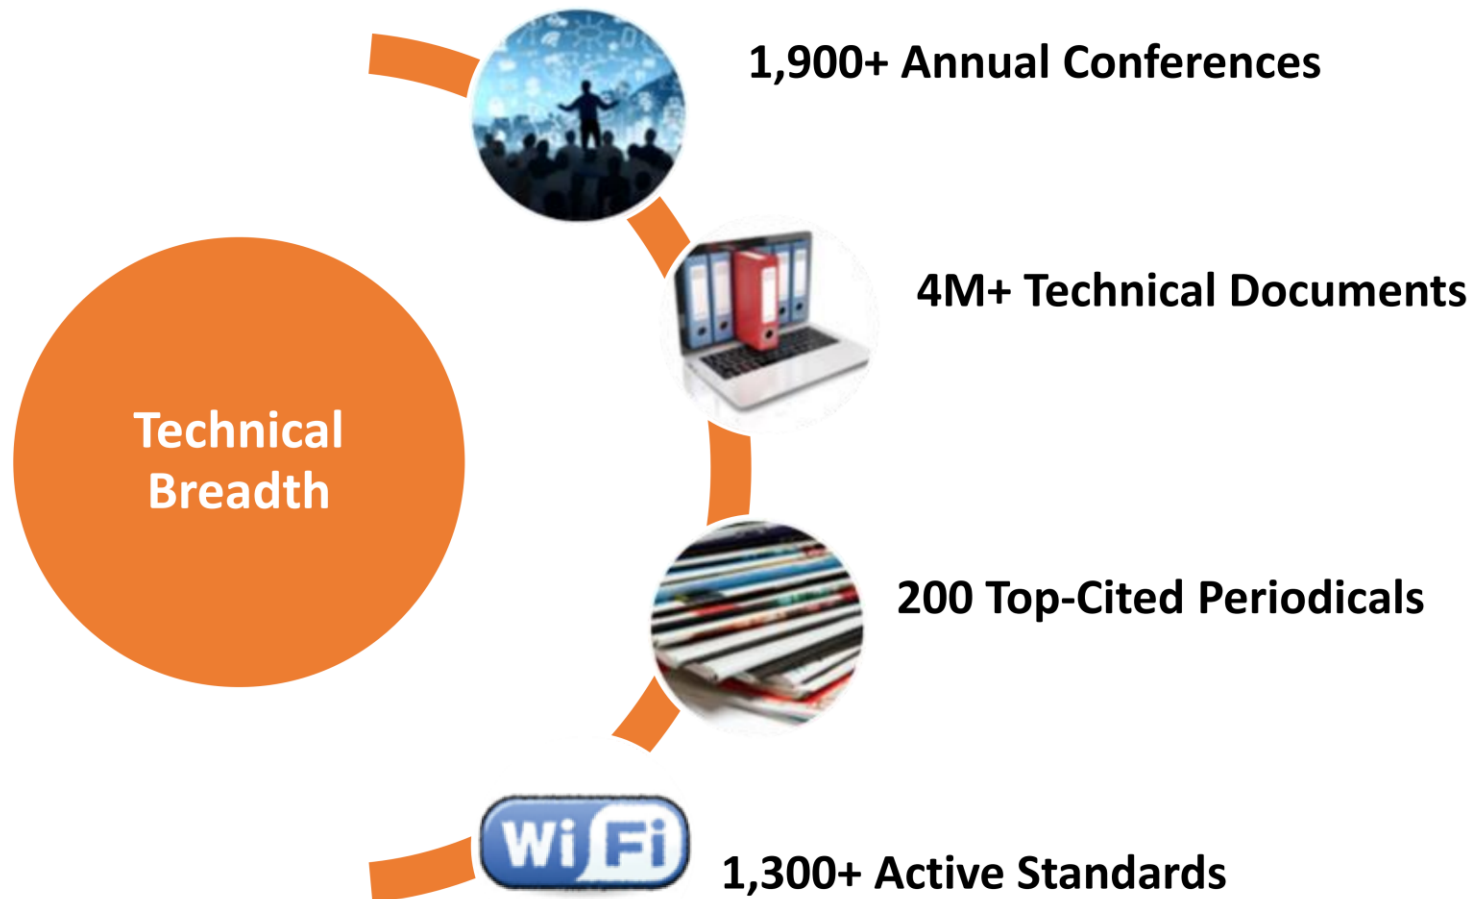 1,900+ Annual Conferences
4M+ Technical Documents
Technical
Breadth
200 Top-Cited Periodicals
Wi Fi
1,300+ Active Standards